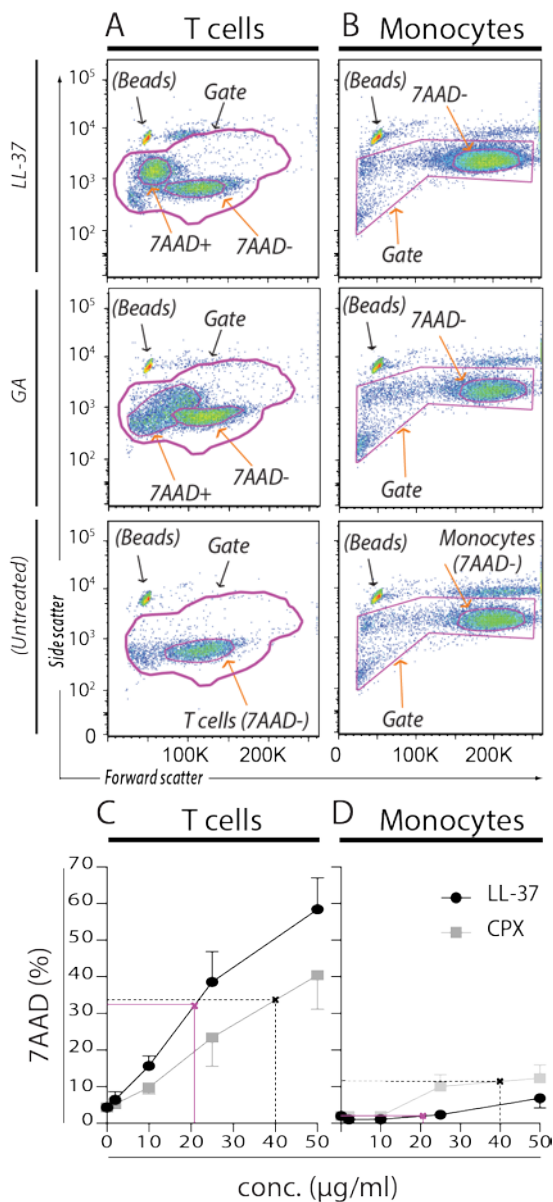 A
T cells
B
Monocytes
LL-37
10⁵
10⁴
10³
10²
(Beads)
Gate
7AAD+
7AAD-
(Beads)
7AAD-
Gate
GA
10⁵
10⁴
10³
10²
(Beads)
Gate
7AAD+
7AAD-
(Beads)
7AAD-
Gate
(Untreated)
Side scatter
10⁵
10⁴
10³
10²
0
(Beads)
Gate
T cells (7AAD-)
100K
200K
(Beads)
Monocytes
(7AAD-)
Gate
0
100K
200K
Forward scatter
C
T cells
D
Monocytes
7AAD (%)
70
60
50
40
30
20
10
0
LL-37
CPX
0
10
20
30
40
50
0
10
20
30
40
50
conc. (µg/ml)